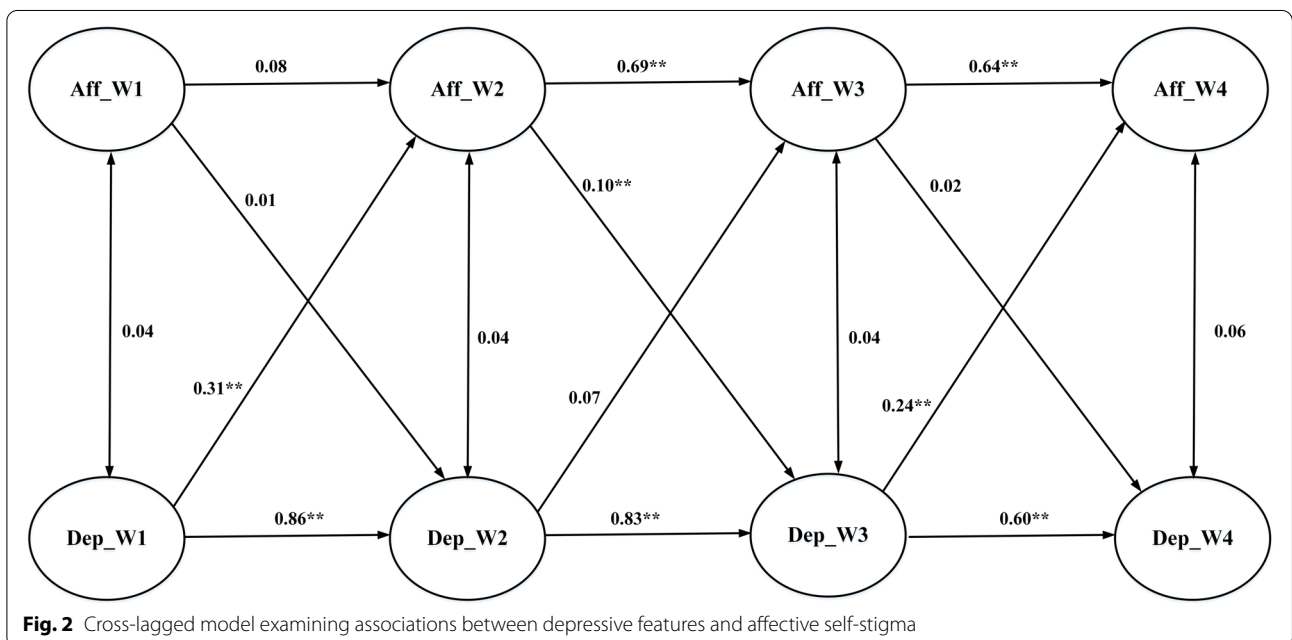 Aff_W1 0.08 Aff_W2 0.69** Aff_W3 0.64** Aff_W4
0.01 0.10** 0.02
0.04 0.04 0.04 0.06
0.31** 0.07 0.24**
Dep_W1 0.86** Dep_W2 0.83** Dep_W3 0.60** Dep_W4
Fig. 2 Cross-lagged model examining associations between depressive features and affective self-stigma